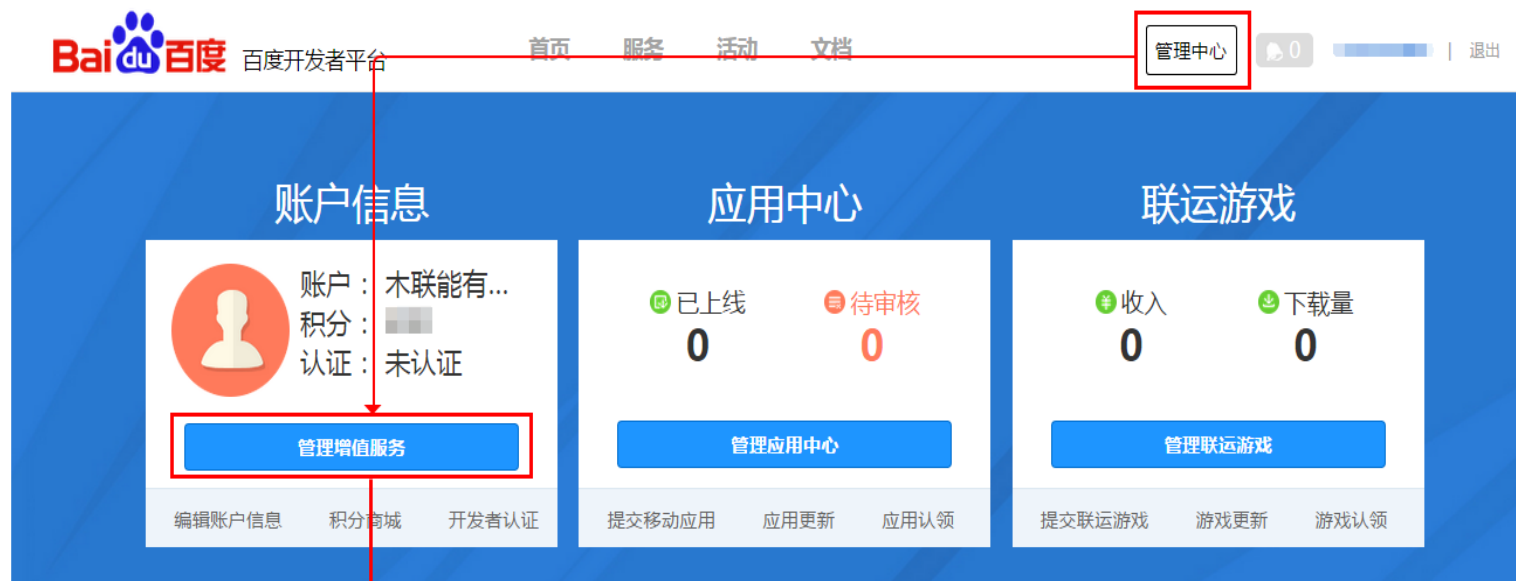 Bai du 百度 百度开发者平台 首页 服务 活动 文档 管理中心 0 | 退出
账户信息 应用中心 联运游戏
账户： 木联能有...
积分：
认证： 未认证
已上线 待审核
0 0
收入 下载量
0 0
管理增值服务 管理应用中心 管理联运游戏
编辑账户信息 积分商城 开发者认证 提交移动应用 应用更新 应用认领 提交联运游戏 游戏更新 游戏认领